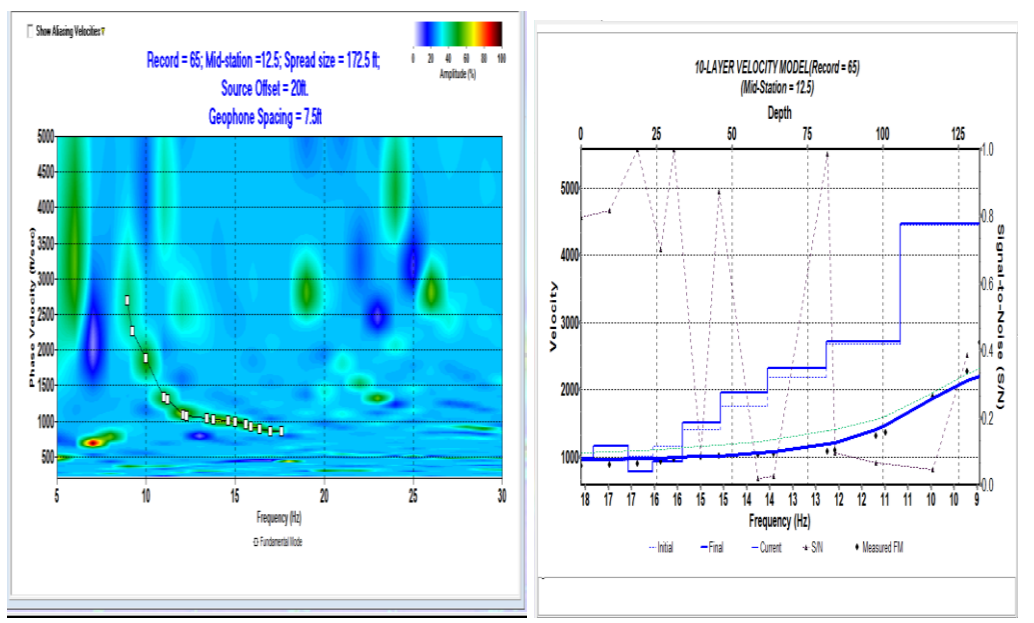 Show Aliasing Velocities
0 20 40 60 80 100
Amplitude (%)
Record = 65; Mid-station =12.5; Spread size = 172.5 ft;
Source Offset = 20ft.
Geophone Spacing = 7.5ft
Phase Velocity (ft/sec)
5000
4500
4000
3500
3000
2500
2000
1500
1000
500
5 10 15 20 25 30
Frequency (Hz)
Fundamental Mode
10-LAYER VELOCITY MODEL(Record = 65)
(Mid-Station = 12.5)
Depth
0 25 50 75 100 125
Velocity
5000
4000
3000
2000
1000
1.0
0.8
0.6
0.4
0.2
0.0
Signal-to-Noise (S/N)
18 17 17 16 16 15 15 14 14 13 13 12 12 11 10 10 9
Frequency (Hz)
Initial Final Current S/N Measured FM